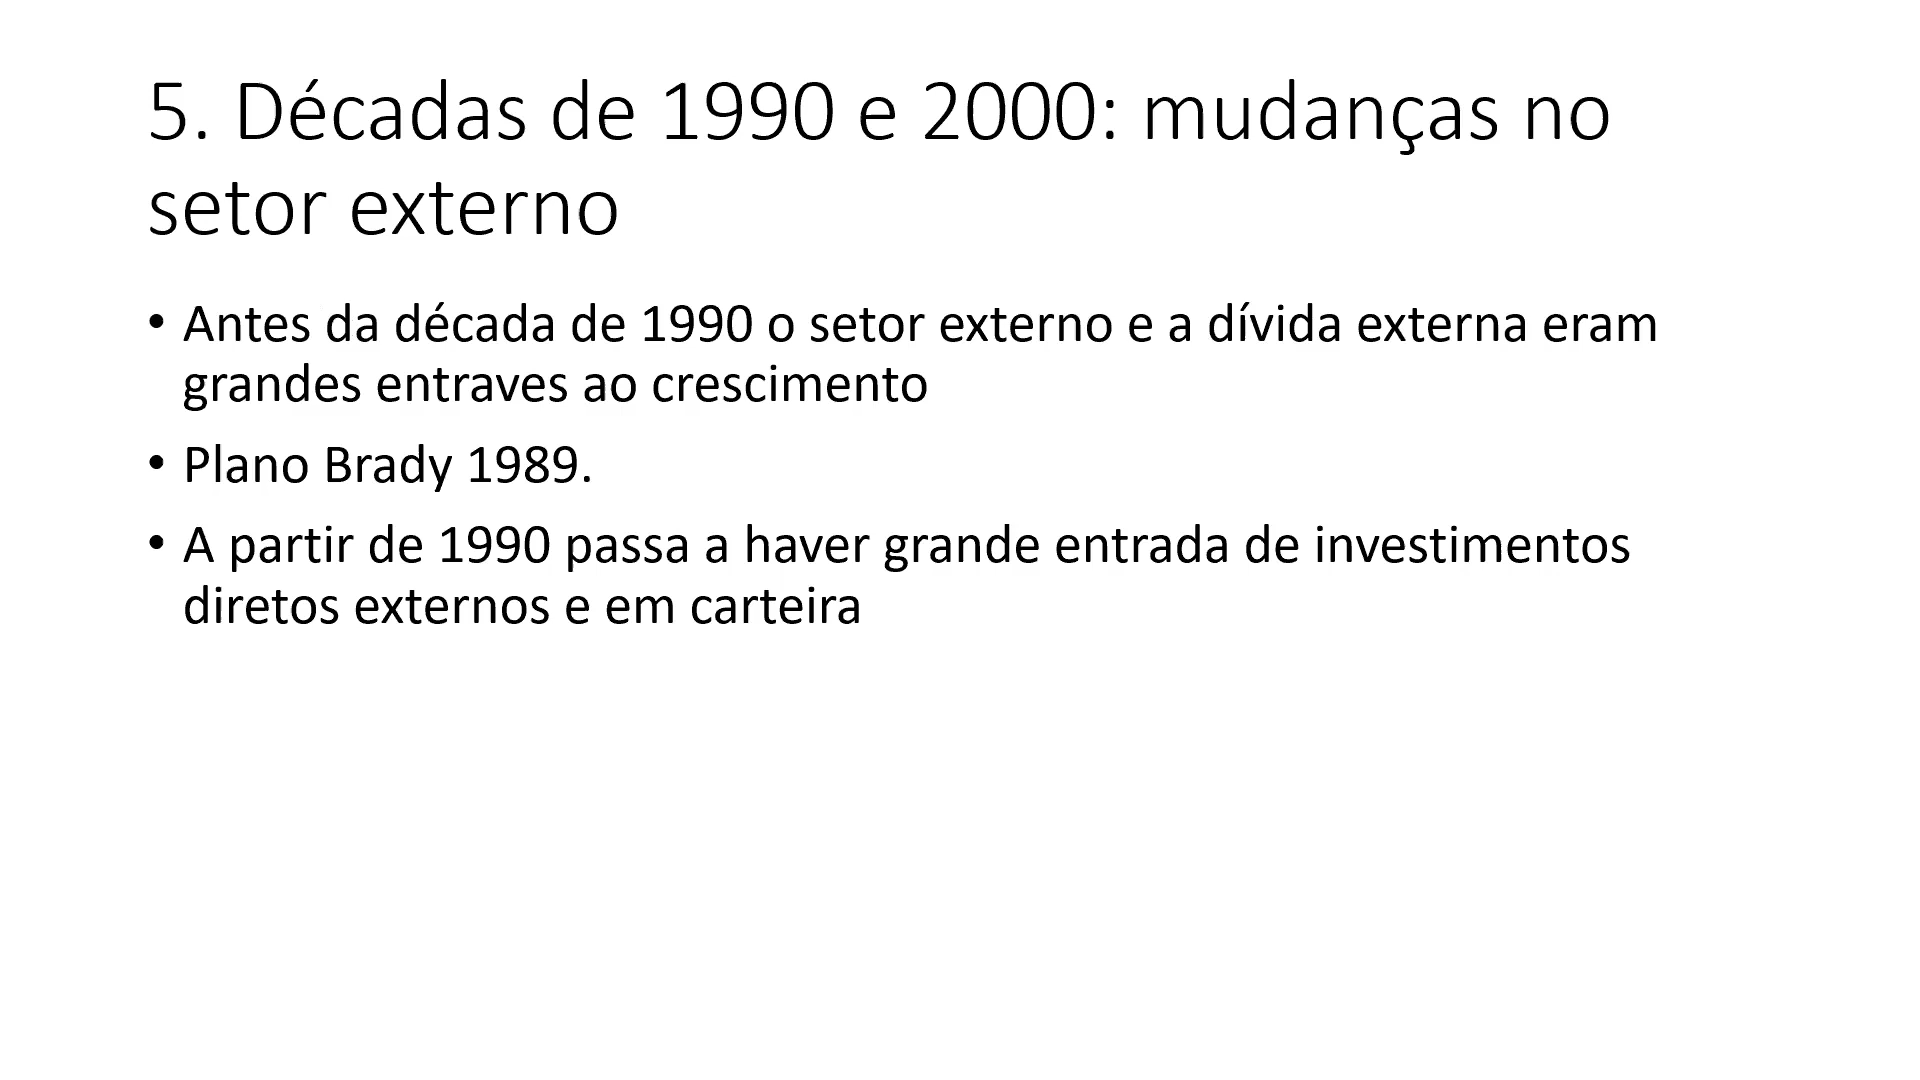 5. Décadas de 1990 e 2000: mudanças no
setor externo
• Antes da década de 1990 o setor externo e a dívida externa eram
grandes entraves ao crescimento
• Plano Brady 1989.
• A partir de 1990 passa a haver grande entrada de investimentos
diretos externos e em carteira